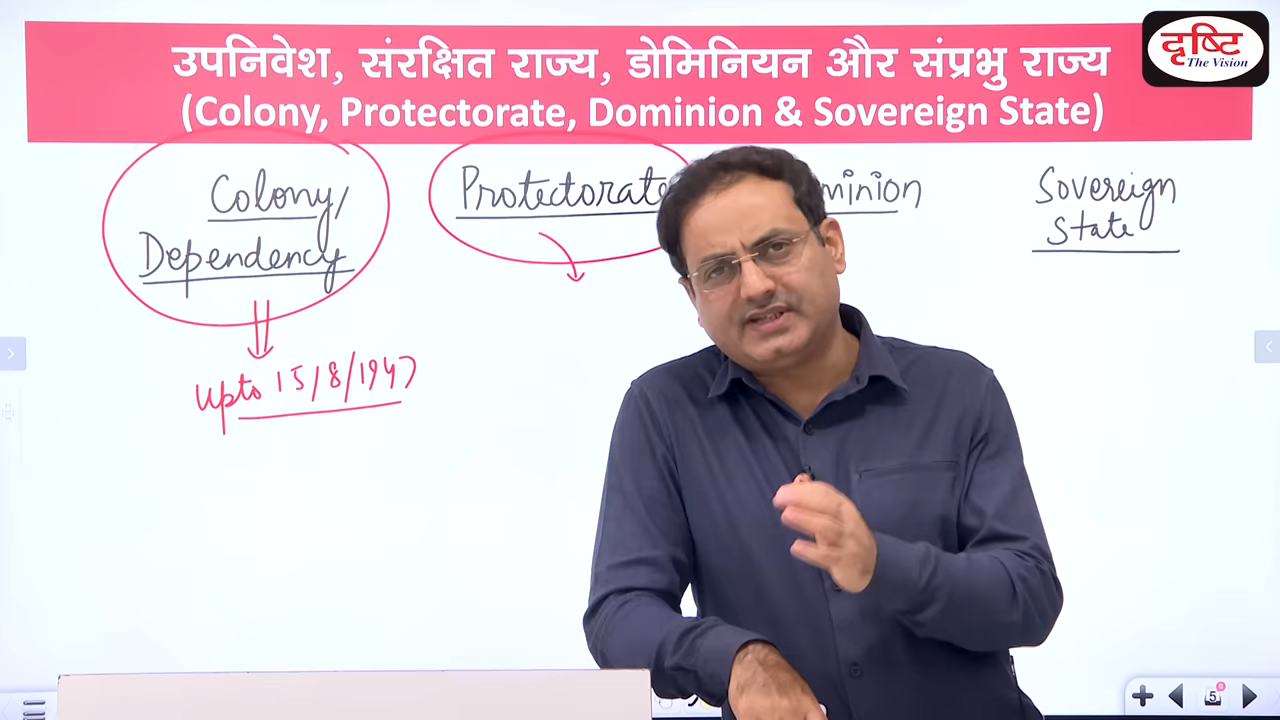 उपनिवेश, संरक्षित राज्य, डोमिनियन और संप्रभु राज्य
(Colony, Protectorate, Dominion & Sovereign State)
दृष्टि
The Vision
Colony/
Dependency
Protectorate
minion
Sovereign
State
upto 15/8/1947
5